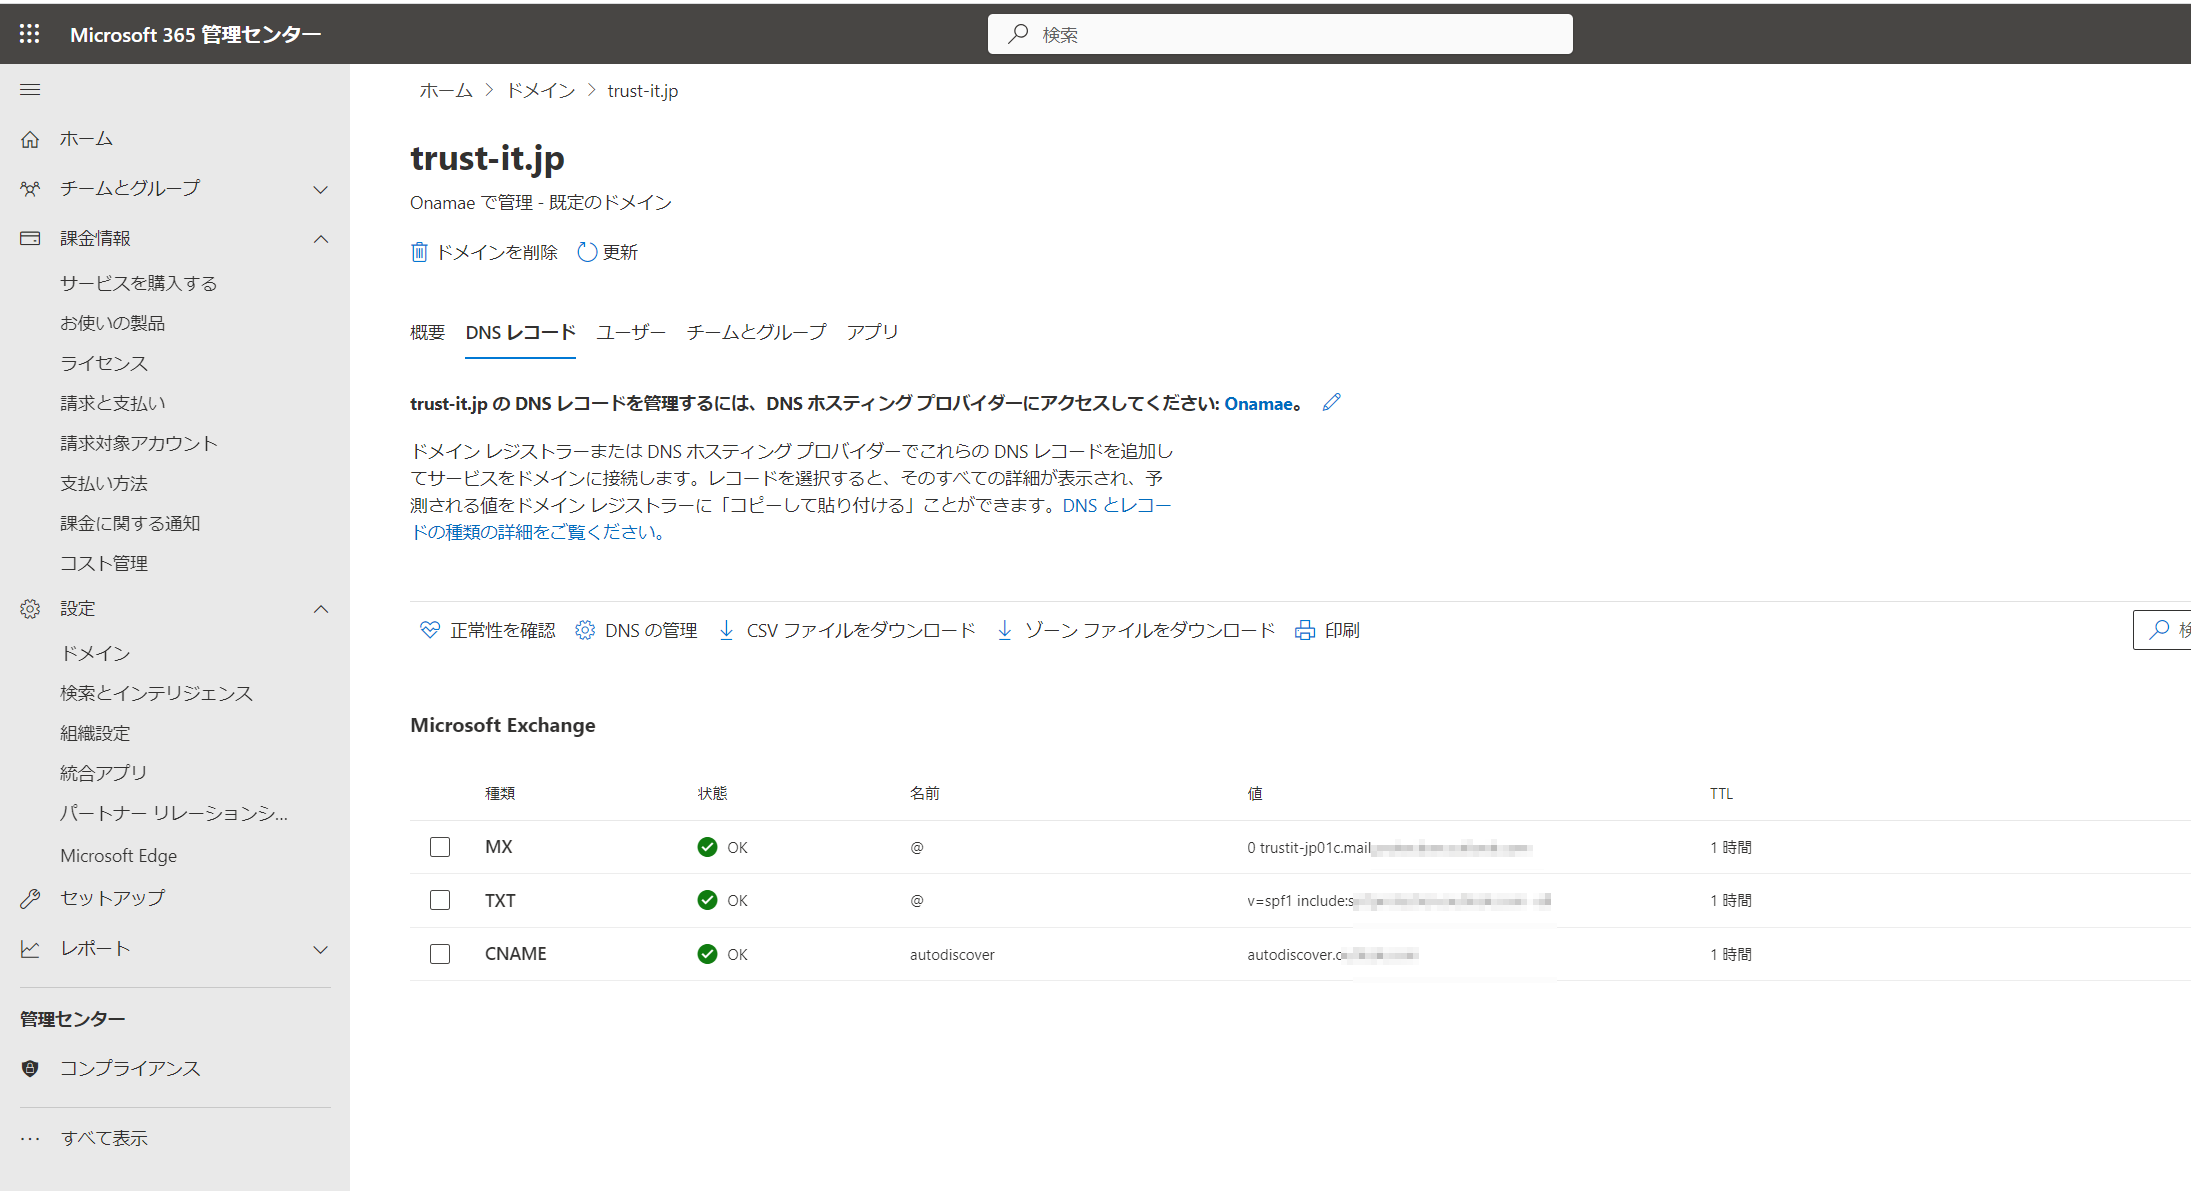 Microsoft 365 管理センター
検索
ホーム
チームとグループ
課金情報
サービスを購入する
お使いの製品
ライセンス
請求と支払い
請求対象アカウント
支払い方法
課金に関する通知
コスト管理
設定
ドメイン
検索とインテリジェンス
組織設定
統合アプリ
パートナー リレーションシ...
Microsoft Edge
セットアップ
レポート
管理センター
コンプライアンス
すべて表示
ホーム > ドメイン > trust-it.jp
trust-it.jp
Onamae で管理 - 既定のドメイン
ドメインを削除 更新
概要 DNS レコード ユーザー チームとグループ アプリ
trust-it.jp の DNS レコードを管理するには、DNS ホスティング プロバイダーにアクセスしてください: Onamae。
ドメイン レジストラーまたは DNS ホスティング プロバイダーでこれらの DNS レコードを追加し
てサービスをドメインに接続します。レコードを選択すると、そのすべての詳細が表示され、予
測される値をドメイン レジストラーに「コピーして貼り付ける」ことができます。DNS とレコー
ドの種類の詳細をご覧ください。
正常性を確認 DNS の管理 CSV ファイルをダウンロード ゾーン ファイルをダウンロード 印刷
Microsoft Exchange
種類 状態 名前 値 TTL
MX OK @ 0 trustit-jp01c.mail 1 時間
TXT OK @ v=spf1 include:s 1 時間
CNAME OK autodiscover autodiscover.o 1 時間